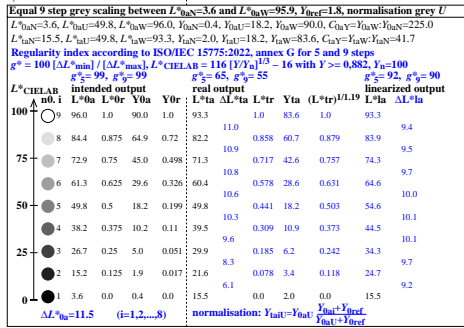 Equal 9 step grey scaling between L*0aN=3.6 and L*0aW=95.9, Y0ref=1.8, normalisation grey U
L*0aN=3.6, L*0aU=49.8, L*0aW=96.0, Y0aN=0.4, Y0aU=18.2, Y0aW=90.0, C0aY=Y0aW:Y0aN=225.0
L*taN=15.5, L*taU=49.8, L*taW=93.3, YtaN=2.0, YtaU=18.2, YtaW=83.6, CtaY=YtaW:YtaN=41.7
Regularity index according to ISO/IEC 15775:2022, annex G for 5 and 9 steps
g* = 100 [ΔL*min] / [ΔL*max], L*CIELAB = 116 [Y/Yn]1/3 − 16 with Y >= 0,882, Yn=100
g*5= 99, g*9= 99 g*5= 65, g*9= 55 g*5= 92, g*9= 90
L*CIELAB intended output real output linearized output
n0. i L*0a L*0r Y0a Y0r L*ta ΔL*ta L*tr Yta (L*tr)1/1.19 L*la ΔL*la
100 9 96.0 1.0 90.0 1.0 93.3 1.0 83.6 1.0 93.3
11.0 9.4
8 84.4 0.875 64.9 0.72 82.2 0.858 60.7 0.879 83.9
10.9 9.5
75 7 72.9 0.75 45.0 0.498 71.3 0.717 42.6 0.757 74.3
10.8 9.7
6 61.3 0.625 29.6 0.326 60.4 0.578 28.6 0.631 64.6
10.6 10.0
50 5 49.8 0.5 18.2 0.199 49.8 0.441 18.2 0.503 54.6
10.3 10.1
4 38.2 0.375 10.2 0.11 39.5 0.309 10.9 0.373 44.5
9.6 10.1
25 3 26.7 0.25 5.0 0.051 29.9 0.185 6.2 0.242 34.3
8.3 9.7
2 15.2 0.125 1.9 0.017 21.6 0.078 3.4 0.118 24.7
6.1 9.2
0 1 3.6 0.0 0.4 0.0 15.5 0.0 2.0 0.0 15.5
ΔL*0a=11.5 (i=1,2,...,8) normalisation: YtaiU=Y0aU (Y0ai+Y0ref)/(Y0aU+Y0ref)